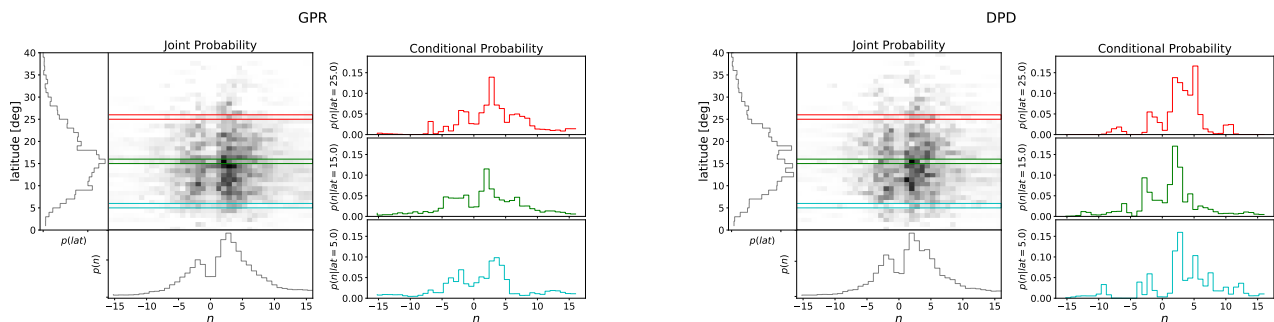 GPR
Joint Probability
Conditional Probability
40
35
30
25
20
15
10
5
0
latitude [deg]
p(lat)
p(n)
−15 −10 −5 0 5 10 15
n
0.15
0.10
0.05
0.00
p(n|lat = 25.0)
0.15
0.10
0.05
0.00
p(n|lat = 15.0)
0.15
0.10
0.05
0.00
p(n|lat = 5.0)
−15 −10 −5 0 5 10 15
n
DPD
Joint Probability
Conditional Probability
40
35
30
25
20
15
10
5
0
latitude [deg]
p(lat)
p(n)
−15 −10 −5 0 5 10 15
n
0.15
0.10
0.05
0.00
p(n|lat = 25.0)
0.15
0.10
0.05
0.00
p(n|lat = 15.0)
0.15
0.10
0.05
0.00
p(n|lat = 5.0)
−15 −10 −5 0 5 10 15
n